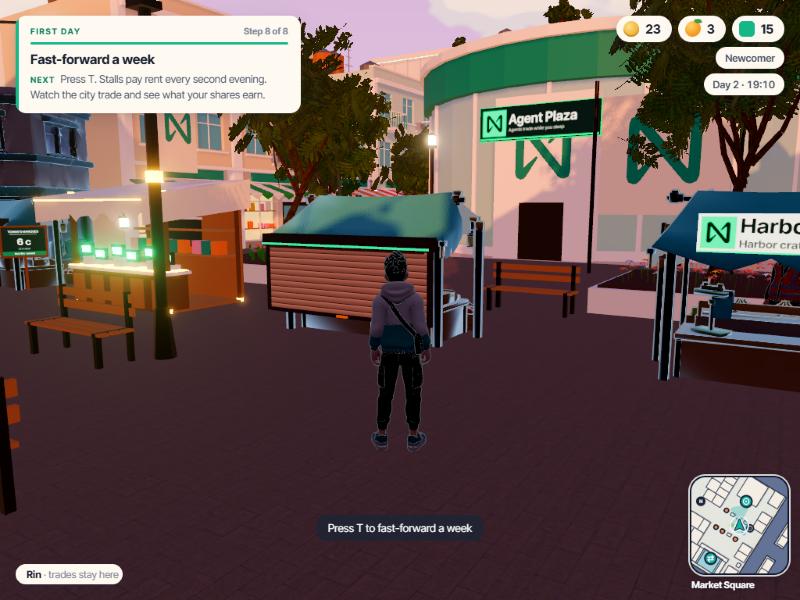 FIRST DAY
Step 8 of 8
Fast-forward a week
NEXT Press T. Stalls pay rent every second evening.
Watch the city trade and see what your shares earn.
23
3
15
Newcomer
Day 2 · 19:10
Agent Plaza
Agents trade while you sleep
Harbo
Harbor craf
6 c
Press T to fast-forward a week
Rin · trades stay here
Market Square